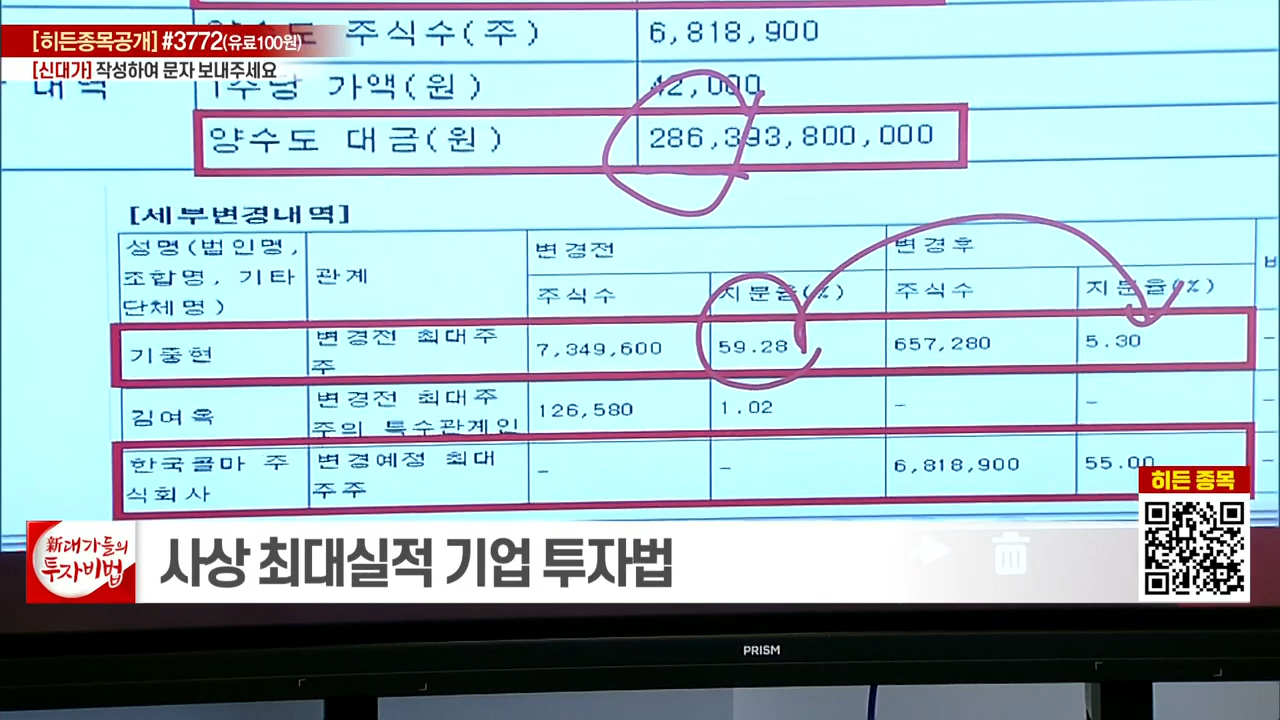 [히든종목공개] #3772(유료100원)
[신대가] 작성하여 문자 보내주세요
양수도 주식수(주) 6,818,900
내역 1주당 가액(원) 42,000
양수도 대금(원) 286,393,800,000
[세부변경내역]
성명(법인명, 조합명, 기타 단체명) 관계 변경전 변경후
주식수 지분율(%) 주식수 지분율(%)
기중현 변경전 최대주주 7,349,600 59.28 657,280 5.30 -
김여옥 변경전 최대주주의 특수관계인 126,580 1.02 - - -
한국콜마 주식회사 변경예정 최대주주 - - 6,818,900 55.00 -
히든 종목
新대가들의
투자비법
사상 최대실적 기업 투자법
PRISM